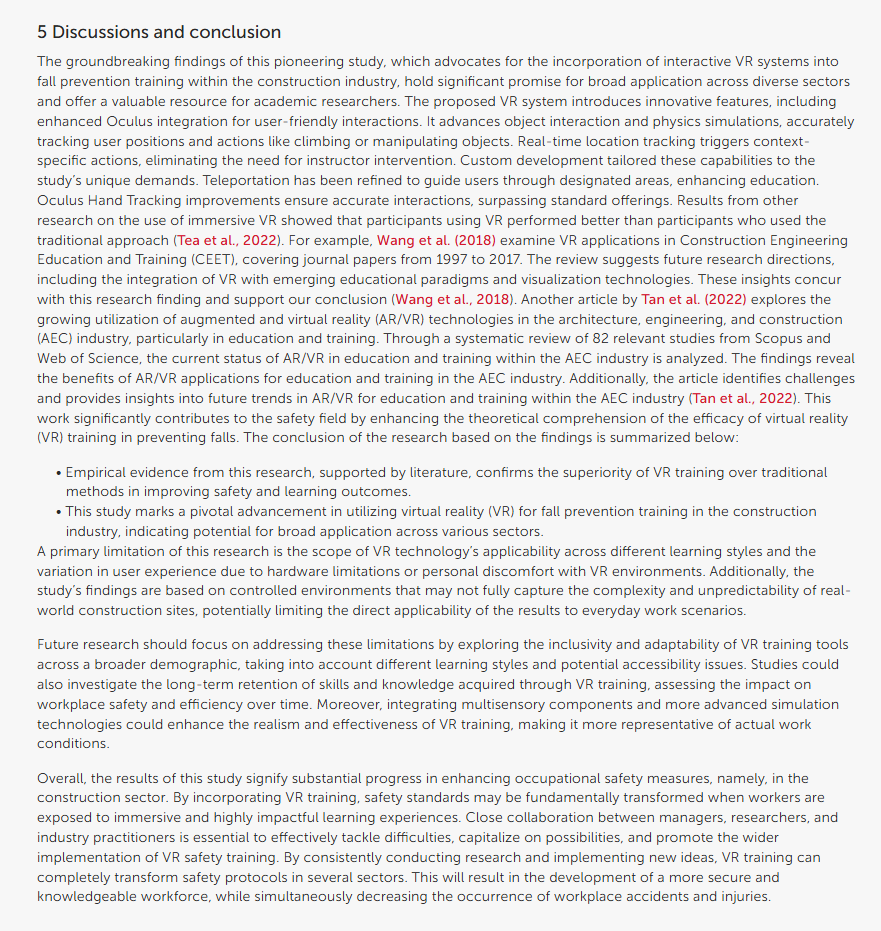 5 Discussions and conclusion
The groundbreaking findings of this pioneering study, which advocates for the incorporation of interactive VR systems into
fall prevention training within the construction industry, hold significant promise for broad application across diverse sectors
and offer a valuable resource for academic researchers. The proposed VR system introduces innovative features, including
enhanced Oculus integration for user-friendly interactions. It advances object interaction and physics simulations, accurately
tracking user positions and actions like climbing or manipulating objects. Real-time location tracking triggers context-
specific actions, eliminating the need for instructor intervention. Custom development tailored these capabilities to the
study's unique demands. Teleportation has been refined to guide users through designated areas, enhancing education.
Oculus Hand Tracking improvements ensure accurate interactions, surpassing standard offerings. Results from other
research on the use of immersive VR showed that participants using VR performed better than participants who used the
traditional approach (Tea et al., 2022). For example, Wang et al. (2018) examine VR applications in Construction Engineering
Education and Training (CEET), covering journal papers from 1997 to 2017. The review suggests future research directions,
including the integration of VR with emerging educational paradigms and visualization technologies. These insights concur
with this research finding and support our conclusion (Wang et al., 2018). Another article by Tan et al. (2022) explores the
growing utilization of augmented and virtual reality (AR/VR) technologies in the architecture, engineering, and construction
(AEC) industry, particularly in education and training. Through a systematic review of 82 relevant studies from Scopus and
Web of Science, the current status of AR/VR in education and training within the AEC industry is analyzed. The findings reveal
the benefits of AR/VR applications for education and training in the AEC industry. Additionally, the article identifies challenges
and provides insights into future trends in AR/VR for education and training within the AEC industry (Tan et al., 2022). This
work significantly contributes to the safety field by enhancing the theoretical comprehension of the efficacy of virtual reality
(VR) training in preventing falls. The conclusion of the research based on the findings is summarized below:
• Empirical evidence from this research, supported by literature, confirms the superiority of VR training over traditional
methods in improving safety and learning outcomes.
• This study marks a pivotal advancement in utilizing virtual reality (VR) for fall prevention training in the construction
industry, indicating potential for broad application across various sectors.
A primary limitation of this research is the scope of VR technology's applicability across different learning styles and the
variation in user experience due to hardware limitations or personal discomfort with VR environments. Additionally, the
study's findings are based on controlled environments that may not fully capture the complexity and unpredictability of real-
world construction sites, potentially limiting the direct applicability of the results to everyday work scenarios.
Future research should focus on addressing these limitations by exploring the inclusivity and adaptability of VR training tools
across a broader demographic, taking into account different learning styles and potential accessibility issues. Studies could
also investigate the long-term retention of skills and knowledge acquired through VR training, assessing the impact on
workplace safety and efficiency over time. Moreover, integrating multisensory components and more advanced simulation
technologies could enhance the realism and effectiveness of VR training, making it more representative of actual work
conditions.
Overall, the results of this study signify substantial progress in enhancing occupational safety measures, namely, in the
construction sector. By incorporating VR training, safety standards may be fundamentally transformed when workers are
exposed to immersive and highly impactful learning experiences. Close collaboration between managers, researchers, and
industry practitioners is essential to effectively tackle difficulties, capitalize on possibilities, and promote the wider
implementation of VR safety training. By consistently conducting research and implementing new ideas, VR training can
completely transform safety protocols in several sectors. This will result in the development of a more secure and
knowledgeable workforce, while simultaneously decreasing the occurrence of workplace accidents and injuries.